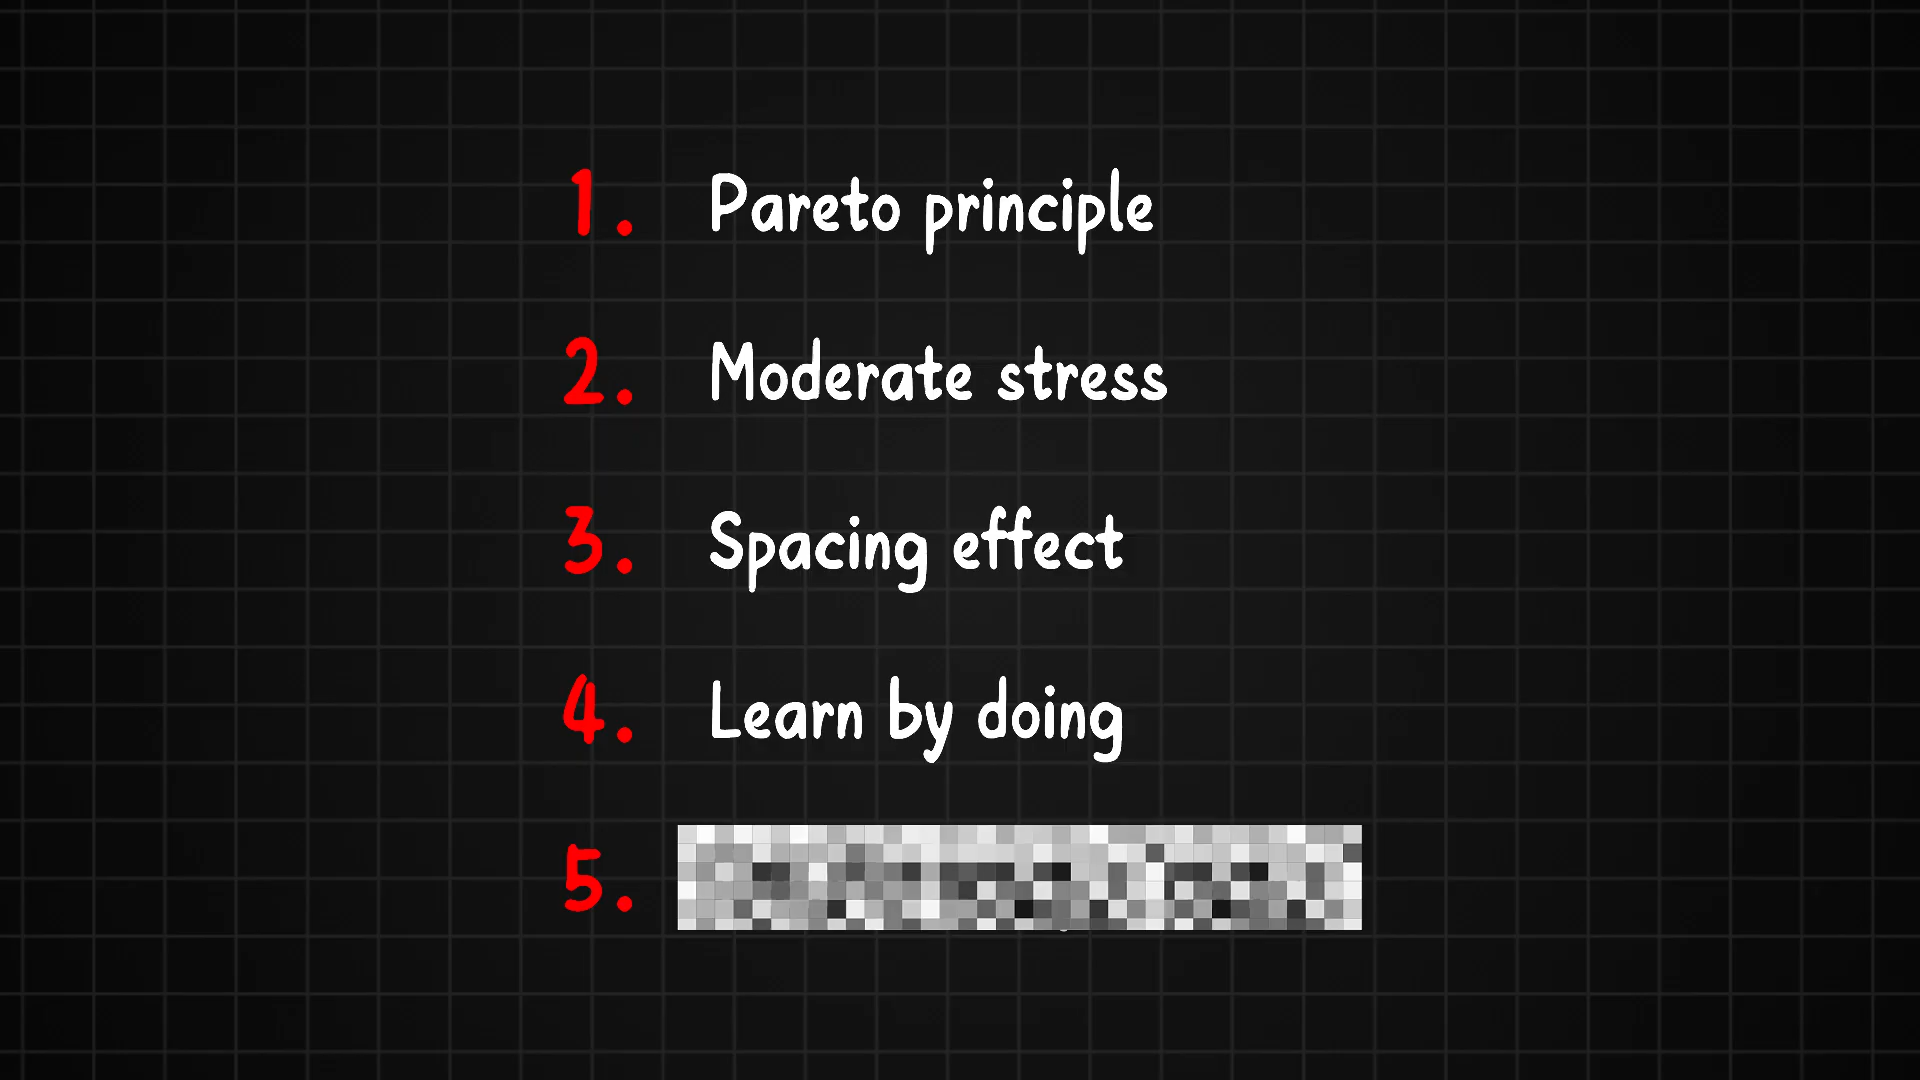 1. Pareto principle
2. Moderate stress
3. Spacing effect
4. Learn by doing
5.